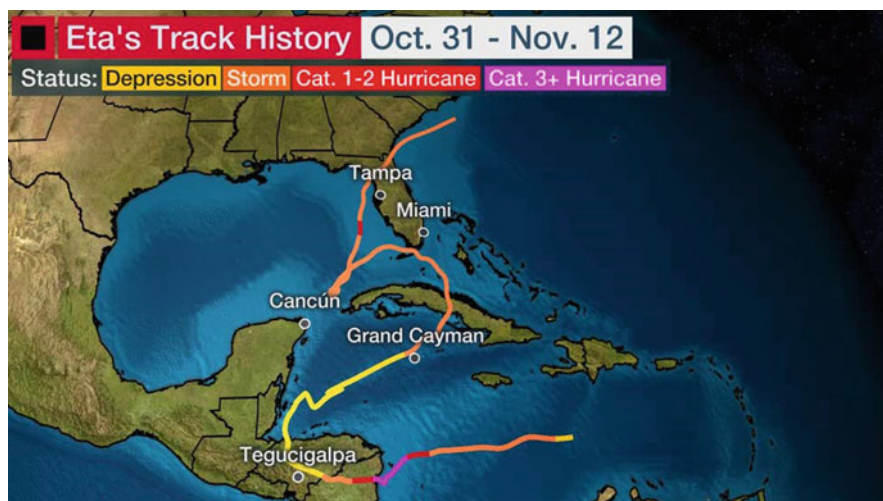 Eta's Track History Oct. 31 - Nov. 12
Status: Depression Storm Cat. 1-2 Hurricane Cat. 3+ Hurricane
Tampa
Miami
Cancún
Grand Cayman
Tegucigalpa